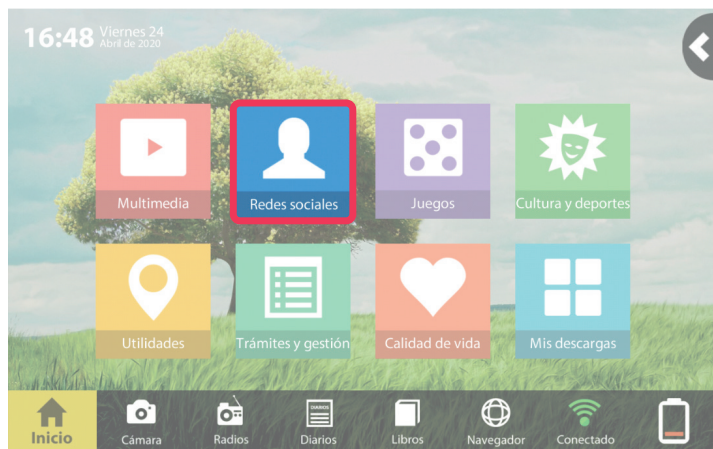 16:48 Viernes 24
Abril de 2020
Multimedia
Redes sociales
Juegos
Cultura y deportes
Utilidades
Trámites y gestión
Calidad de vida
Mis descargas
DIARIOS
Inicio
Cámara
Radios
Diarios
Libros
Navegador
Conectado